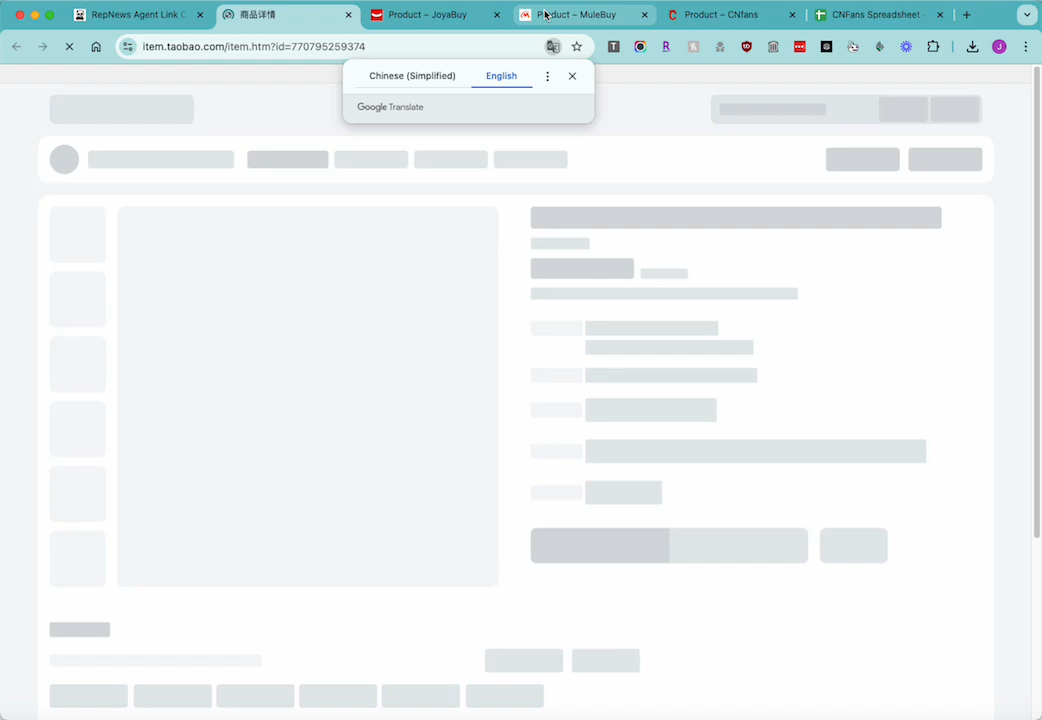 RepNews Agent Link C
商品详情
Product – JoyaBuy
Product – MuleBuy
Product – CNfans
CNFans Spreadsheet -
item.taobao.com/item.htm?id=770795259374
Chinese (Simplified)
English
Google Translate